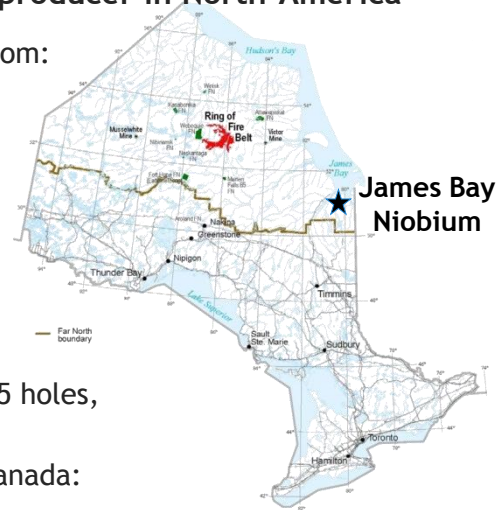 producer in North America
om:
Hudson's Bay
Webequie
FN
Ring of
Fire
Belt
Musselwhite
Mine
Victor
Mine
James
Bay
James Bay
Niobium
Nakina
Greenstone
Nipigon
Thunder Bay
Timmins
Lake Superior
Far North
boundary
Sault
Ste. Marie
Sudbury
5 holes,
Toronto
Hamilton
anada: